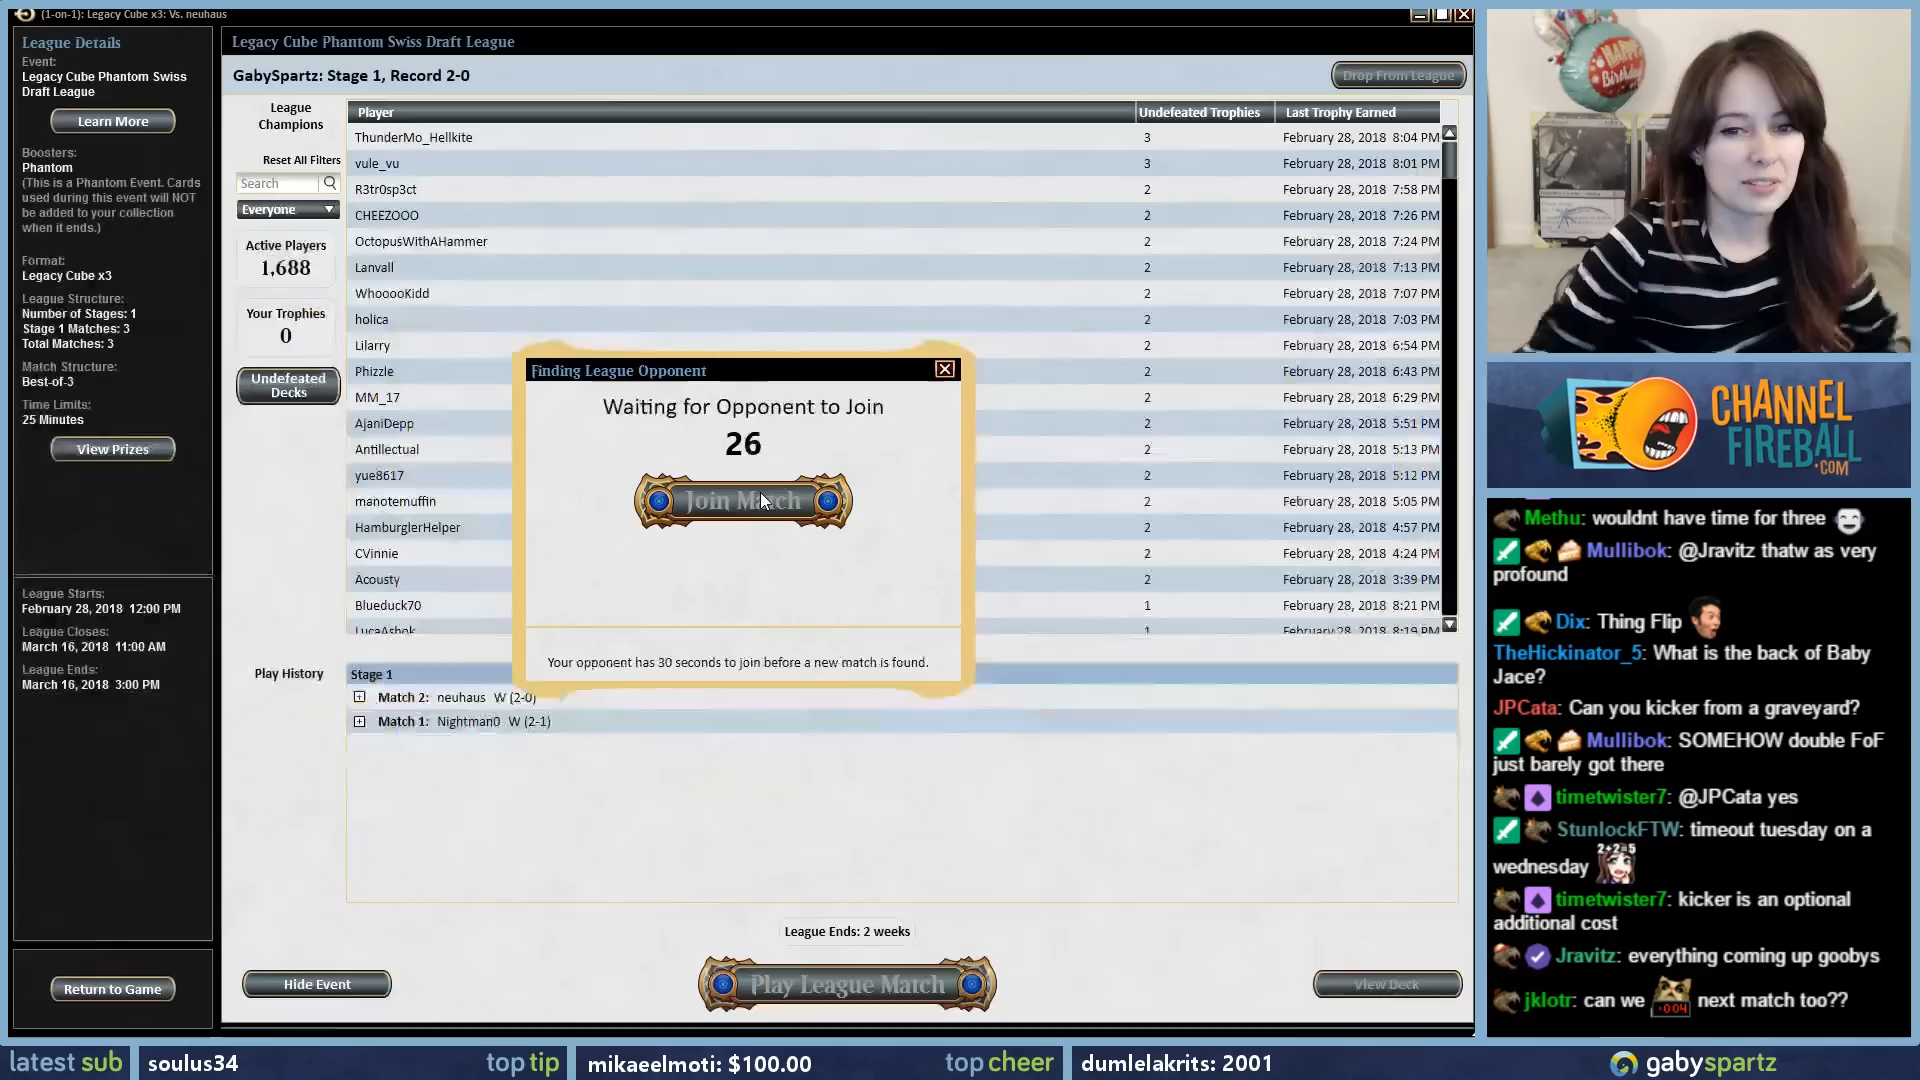 (1-on-1): Legacy Cube x3: Vs. neuhaus
League Details
Event:
Legacy Cube Phantom Swiss
Draft League
Learn More
Boosters:
Phantom
(This is a Phantom Event. Cards
used during this event will NOT
be added to your collection
when it ends.)
Format:
Legacy Cube x3
League Structure:
Number of Stages: 1
Stage 1 Matches: 3
Total Matches: 3
Match Structure:
Best-of-3
Time Limits:
25 Minutes
View Prizes
League Starts:
February 28, 2018 12:00 PM
League Closes:
March 16, 2018 11:00 AM
League Ends:
March 16, 2018 3:00 PM
Return to Game
Legacy Cube Phantom Swiss Draft League
GabySpartz: Stage 1, Record 2-0
Drop From League
League
Champions
Reset All Filters
Search
Everyone
Active Players
1,688
Your Trophies
0
Undefeated
Decks
Player Undefeated Trophies Last Trophy Earned
ThunderMo_Hellkite 3 February 28, 2018 8:04 PM
vule_vu 3 February 28, 2018 8:01 PM
R3tr0sp3ct 2 February 28, 2018 7:58 PM
CHEEZOOO 2 February 28, 2018 7:26 PM
OctopusWithAHammer 2 February 28, 2018 7:24 PM
Lanvall 2 February 28, 2018 7:13 PM
WhooooKidd 2 February 28, 2018 7:07 PM
holica 2 February 28, 2018 7:03 PM
Lilarry 2 February 28, 2018 6:54 PM
Phizzle 2 February 28, 2018 6:43 PM
MM_17 2 February 28, 2018 6:29 PM
AjaniDepp 2 February 28, 2018 5:51 PM
Antillectual 2 February 28, 2018 5:13 PM
yue8617 2 February 28, 2018 5:12 PM
manotemuffin 2 February 28, 2018 5:05 PM
HamburglerHelper 2 February 28, 2018 4:57 PM
CVinnie 2 February 28, 2018 4:24 PM
Acousty 2 February 28, 2018 3:39 PM
Blueduck70 1 February 28, 2018 8:21 PM
LucaAshok 1 February 28, 2018 8:19 PM
Finding League Opponent
Waiting for Opponent to Join
26
Join Match
Your opponent has 30 seconds to join before a new match is found.
Play History
Stage 1
Match 2: neuhaus W (2-0)
Match 1: Nightman0 W (2-1)
League Ends: 2 weeks
Hide Event
Play League Match
View Deck
HAPPY
Birthday
CHANNEL
FIREBALL
.COM
Methu: wouldnt have time for three
Mullibok: @Jravitz thatw as very
profound
Dix: Thing Flip
TheHickinator_5: What is the back of Baby
Jace?
JPCata: Can you kicker from a graveyard?
Mullibok: SOMEHOW double FoF
just barely got there
timetwister7: @JPCata yes
StunlockFTW: timeout tuesday on a
wednesday 2+2=5
timetwister7: kicker is an optional
additional cost
Jravitz: everything coming up goobys
jklotr: can we :004 next match too??
latest sub soulus34 top tip mikaeelmoti: $100.00 top cheer dumlelakrits: 2001 gabyspartz